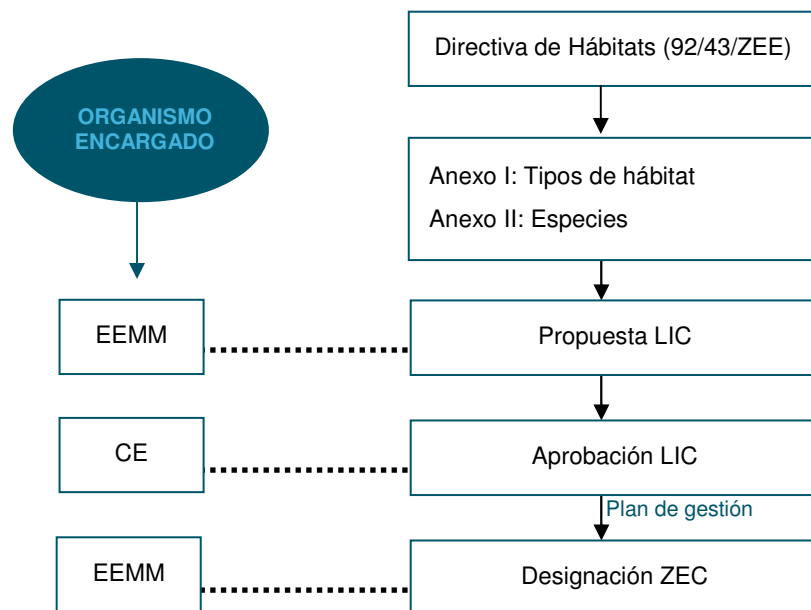 Directiva de Hábitats (92/43/ZEE)
ORGANISMO
ENCARGADO
Anexo I: Tipos de hábitat
Anexo II: Especies
EEMM
Propuesta LIC
CE
Aprobación LIC
Plan de gestión
EEMM
Designación ZEC